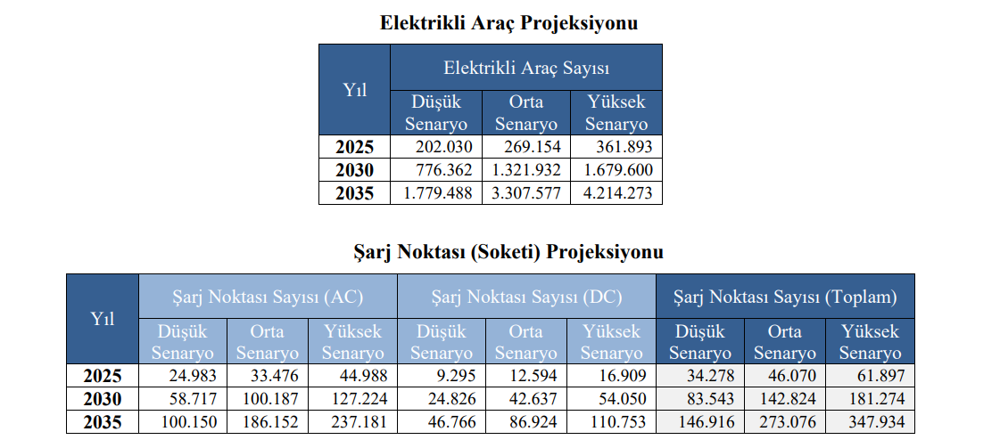 Elektrikli Araç Projeksiyonu
Yıl
Elektrikli Araç Sayısı
Düşük Senaryo Orta Senaryo Yüksek Senaryo
2025 202.030 269.154 361.893
2030 776.362 1.321.932 1.679.600
2035 1.779.488 3.307.577 4.214.273
Şarj Noktası (Soketi) Projeksiyonu
Yıl
Şarj Noktası Sayısı (AC) Şarj Noktası Sayısı (DC) Şarj Noktası Sayısı (Toplam)
Düşük Senaryo Orta Senaryo Yüksek Senaryo Düşük Senaryo Orta Senaryo Yüksek Senaryo Düşük Senaryo Orta Senaryo Yüksek Senaryo
2025 24.983 33.476 44.988 9.295 12.594 16.909 34.278 46.070 61.897
2030 58.717 100.187 127.224 24.826 42.637 54.050 83.543 142.824 181.274
2035 100.150 186.152 237.181 46.766 86.924 110.753 146.916 273.076 347.934